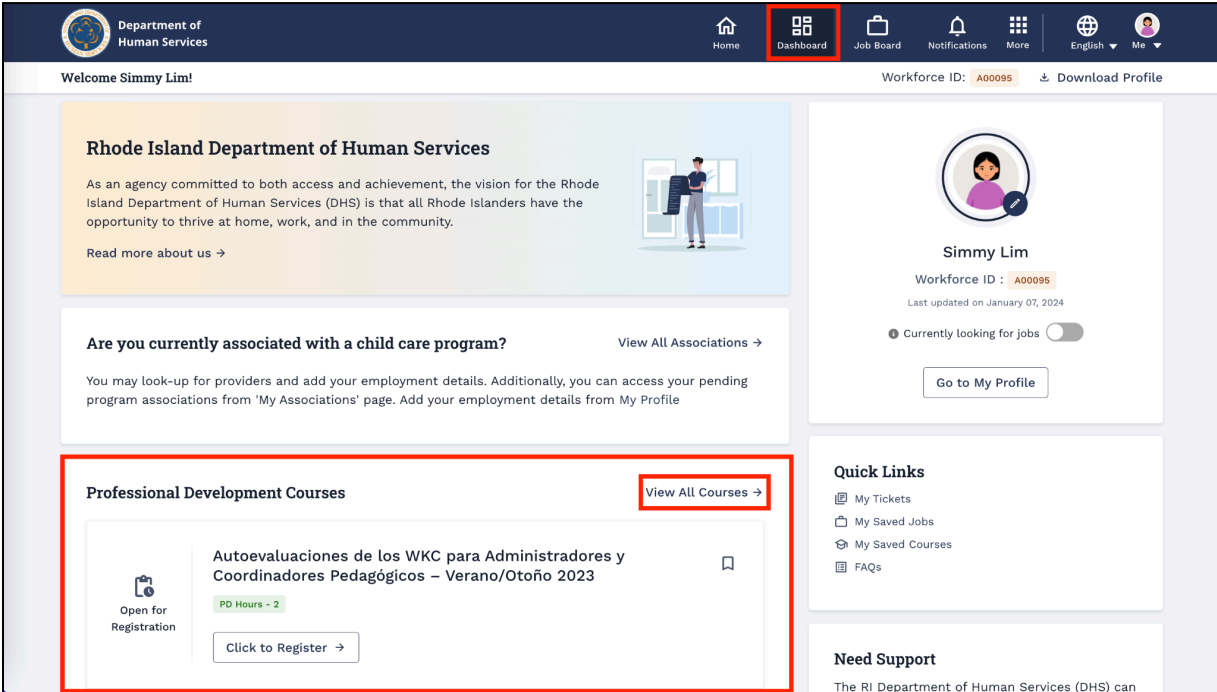 Department of
Human Services
Home
Dashboard
Job Board
Notifications
More
English
Me
Welcome Simmy Lim!
Workforce ID: A00095
Download Profile
Rhode Island Department of Human Services
As an agency committed to both access and achievement, the vision for the Rhode
Island Department of Human Services (DHS) is that all Rhode Islanders have the
opportunity to thrive at home, work, and in the community.
Read more about us →
Simmy Lim
Workforce ID : A00095
Last updated on January 07, 2024
Currently looking for jobs
Go to My Profile
Are you currently associated with a child care program?
View All Associations →
You may look-up for providers and add your employment details. Additionally, you can access your pending
program associations from 'My Associations' page. Add your employment details from My Profile
Professional Development Courses
View All Courses →
Open for
Registration
Autoevaluaciones de los WKC para Administradores y
Coordinadores Pedagógicos – Verano/Otoño 2023
PD Hours - 2
Click to Register →
Quick Links
My Tickets
My Saved Jobs
My Saved Courses
FAQs
Need Support
The RI Department of Human Services (DHS) can